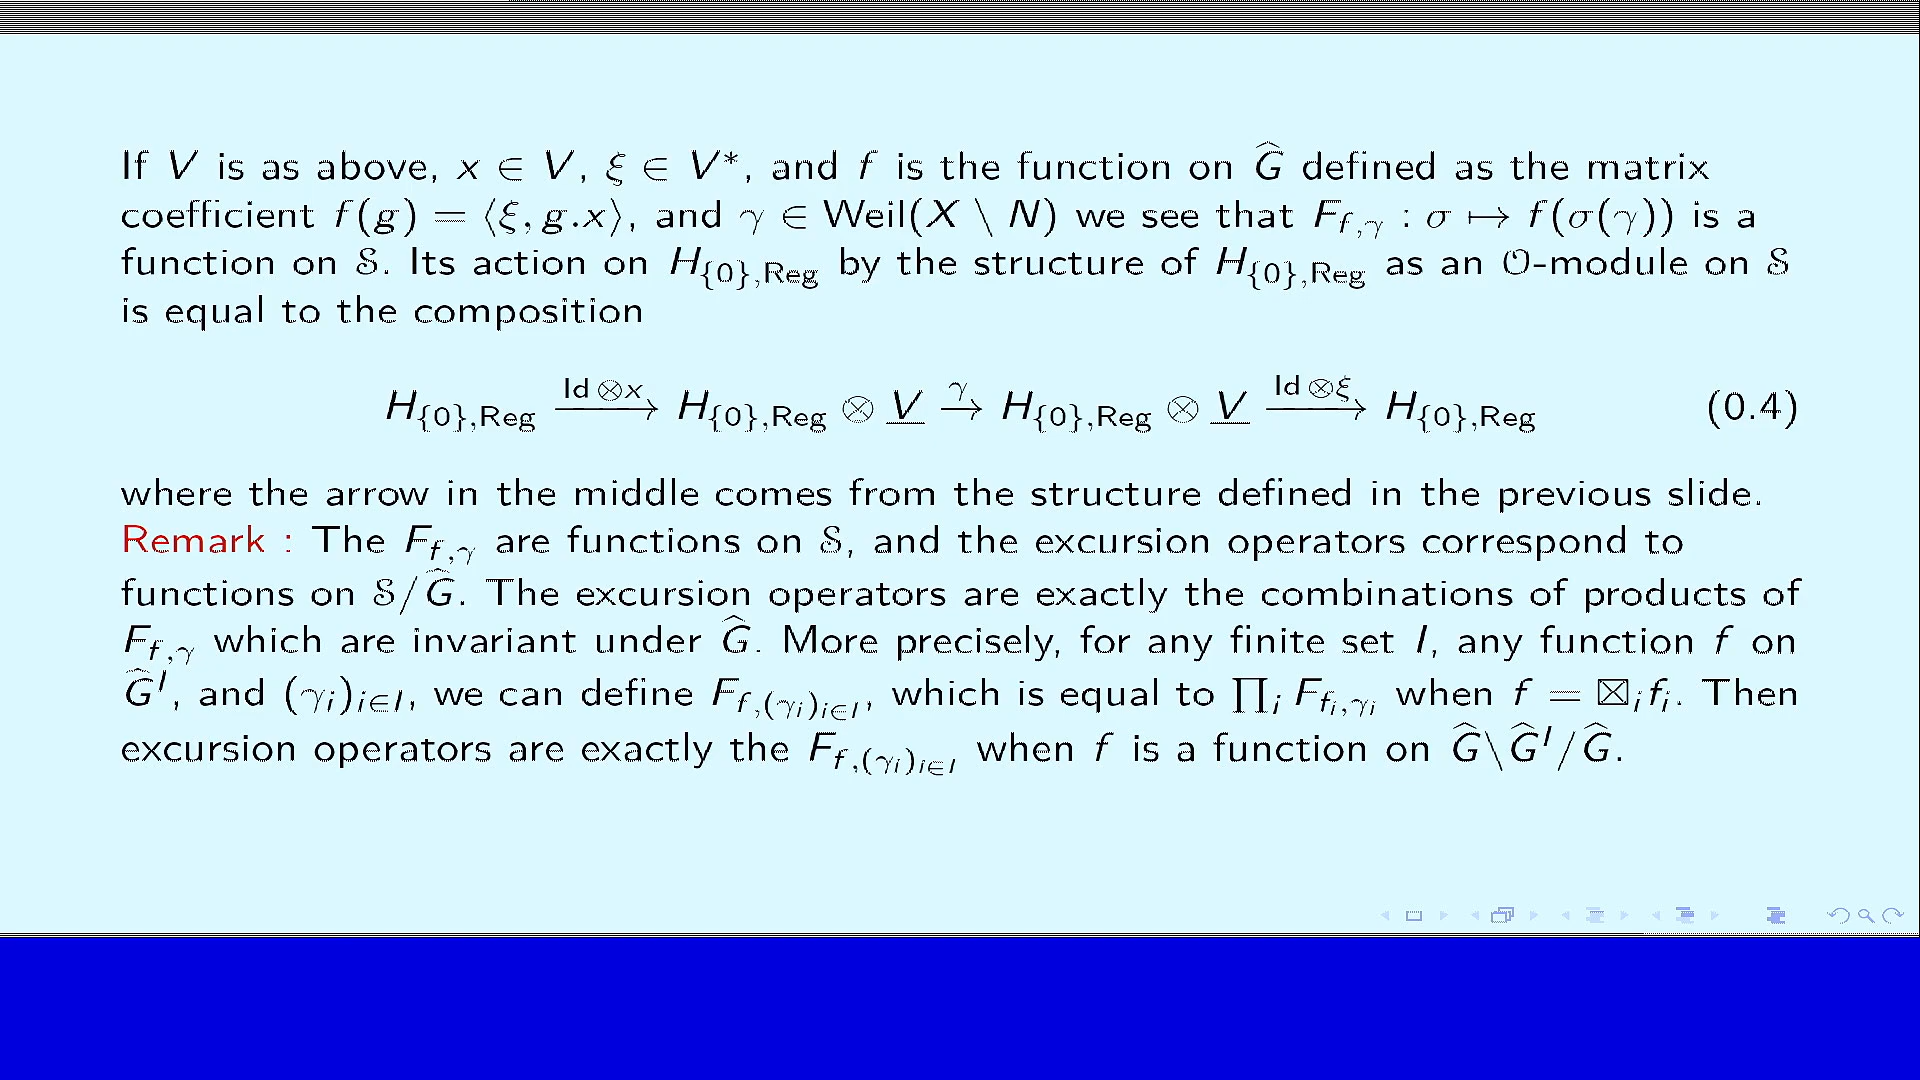 If V is as above, x ∈ V, ξ ∈ V*, and f is the function on Ĝ defined as the matrix
coefficient f(g) = ⟨ξ, g.x⟩, and γ ∈ Weil(X \ N) we see that F_{f,γ} : σ ↦ f(σ(γ)) is a
function on 𝒮. Its action on H_{{0},Reg} by the structure of H_{{0},Reg} as an 𝒪-module on 𝒮
is equal to the composition
H_{{0},Reg} —Id ⊗x→ H_{{0},Reg} ⊗ V̲ —γ→ H_{{0},Reg} ⊗ V̲ —Id ⊗ξ→ H_{{0},Reg} (0.4)
where the arrow in the middle comes from the structure defined in the previous slide.
Remark : The F_{f,γ} are functions on 𝒮, and the excursion operators correspond to
functions on 𝒮/Ĝ. The excursion operators are exactly the combinations of products of
F_{f,γ} which are invariant under Ĝ. More precisely, for any finite set I, any function f on
Ĝ^I, and (γ_i)_{i∈I}, we can define F_{f,(γ_i)_{i∈I}}, which is equal to ∏_i F_{f_i,γ_i} when f = ⊠_i f_i. Then
excursion operators are exactly the F_{f,(γ_i)_{i∈I}} when f is a function on Ĝ\Ĝ^I/Ĝ.